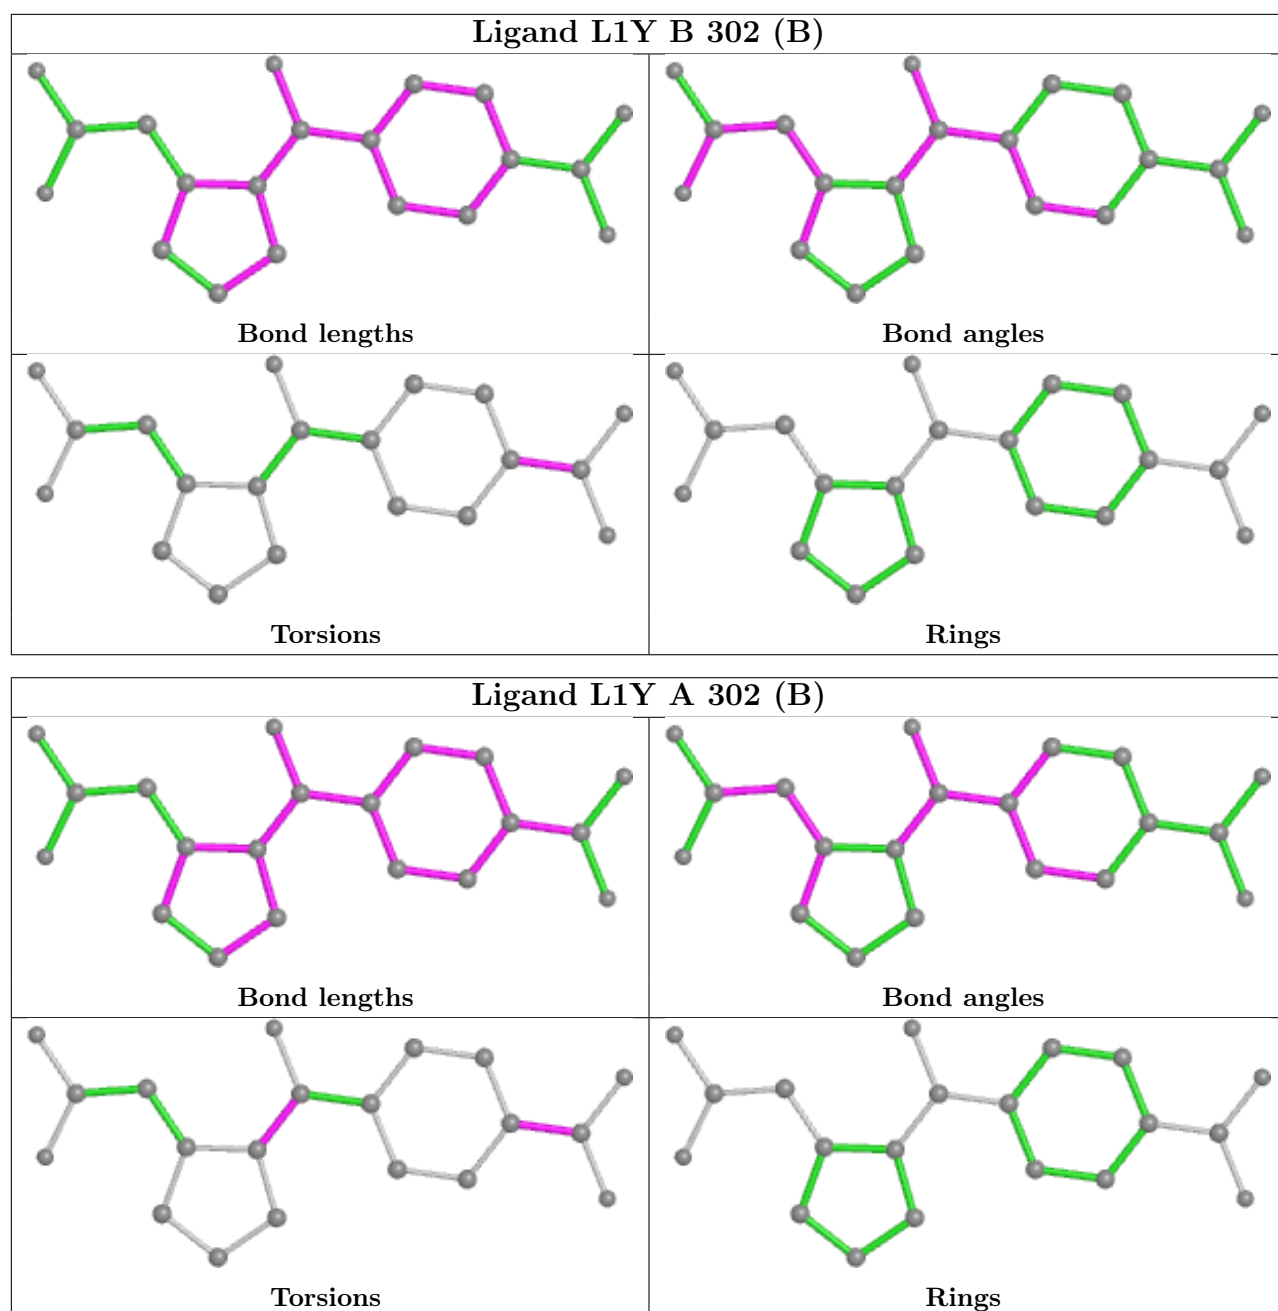 Ligand L1Y B 302 (B)
Bond lengths
Bond angles
Torsions
Rings
Ligand L1Y A 302 (B)
Bond lengths
Bond angles
Torsions
Rings